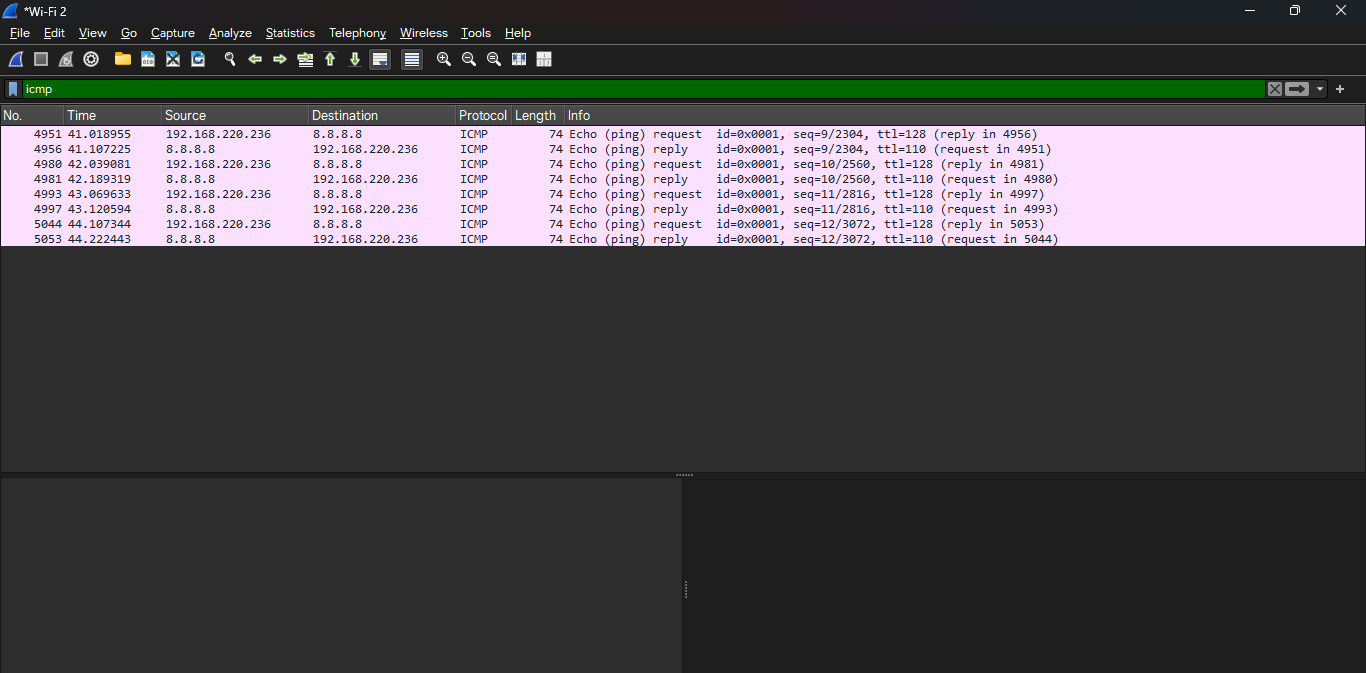 *Wi-Fi 2
File Edit View Go Capture Analyze Statistics Telephony Wireless Tools Help
icmp
No. Time Source Destination Protocol Length Info
4951 41.018955 192.168.220.236 8.8.8.8 ICMP 74 Echo (ping) request id=0x0001, seq=9/2304, ttl=128 (reply in 4956)
4956 41.107225 8.8.8.8 192.168.220.236 ICMP 74 Echo (ping) reply id=0x0001, seq=9/2304, ttl=110 (request in 4951)
4980 42.039081 192.168.220.236 8.8.8.8 ICMP 74 Echo (ping) request id=0x0001, seq=10/2560, ttl=128 (reply in 4981)
4981 42.189319 8.8.8.8 192.168.220.236 ICMP 74 Echo (ping) reply id=0x0001, seq=10/2560, ttl=110 (request in 4980)
4993 43.069633 192.168.220.236 8.8.8.8 ICMP 74 Echo (ping) request id=0x0001, seq=11/2816, ttl=128 (reply in 4997)
4997 43.120594 8.8.8.8 192.168.220.236 ICMP 74 Echo (ping) reply id=0x0001, seq=11/2816, ttl=110 (request in 4993)
5044 44.107344 192.168.220.236 8.8.8.8 ICMP 74 Echo (ping) request id=0x0001, seq=12/3072, ttl=128 (reply in 5053)
5053 44.222443 8.8.8.8 192.168.220.236 ICMP 74 Echo (ping) reply id=0x0001, seq=12/3072, ttl=110 (request in 5044)